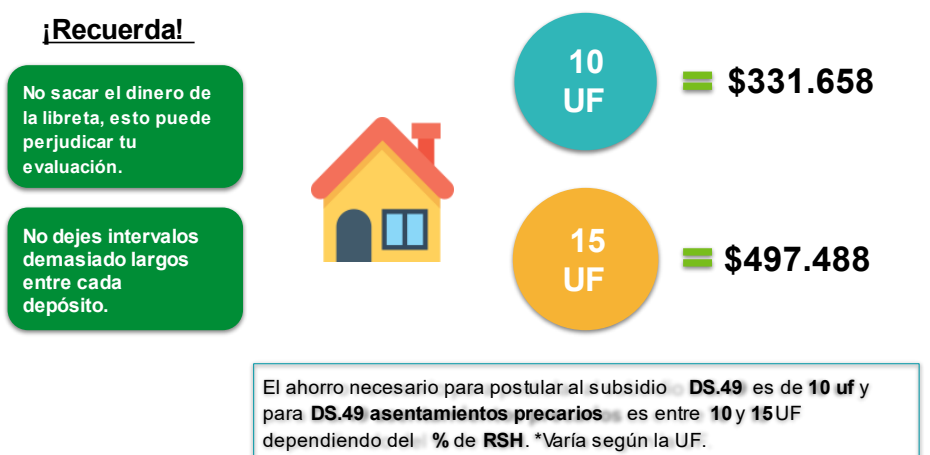 ¡Recuerda!
No sacar el dinero de
la libreta, esto puede
perjudicar tu
evaluación.
No dejes intervalos
demasiado largos
entre cada
depósito.
10
UF
= $331.658
15
UF
= $497.488
El ahorro necesario para postular al subsidio DS.49 es de 10 uf y
para DS.49 asentamientos precarios es entre 10 y 15 UF
dependiendo del % de RSH. *Varía según la UF.